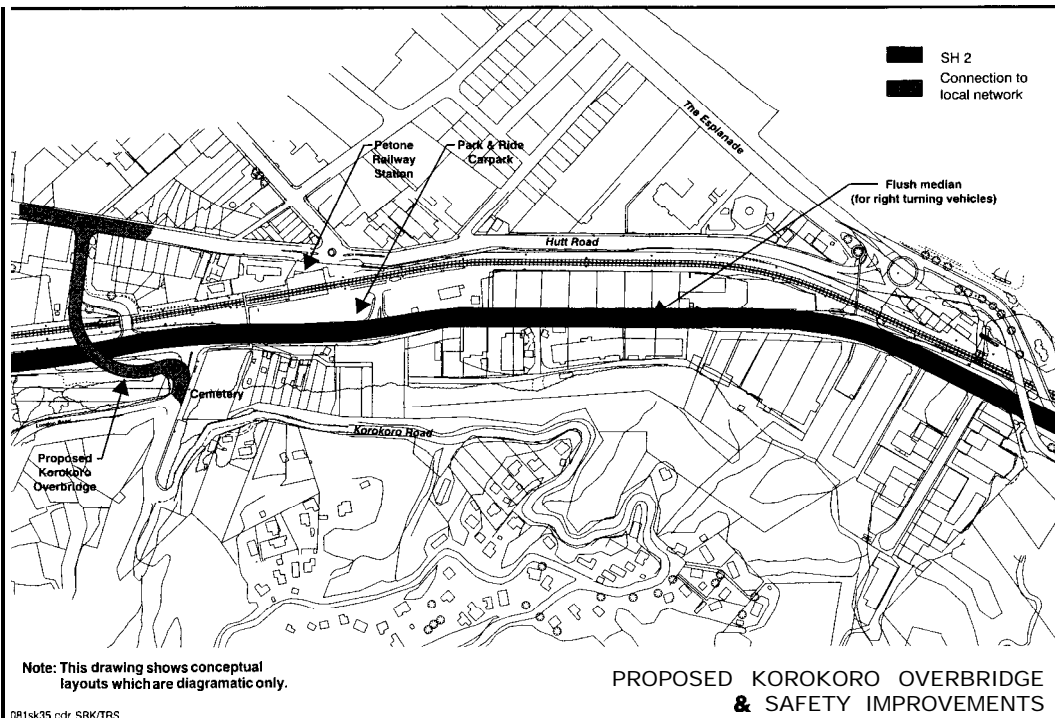 SH 2
Connection to
local network
The Esplanade
Petone
Railway
Station
Park & Ride
Carpark
Flush median
(for right turning vehicles)
Hutt Road
Cemetery
Korokoro Road
Proposed
Korokoro
Overbridge
Note: This drawing shows conceptual
layouts which are diagramatic only.
PROPOSED KOROKORO OVERBRIDGE
& SAFETY IMPROVEMENTS
081sk35.cdr SRK/TRS